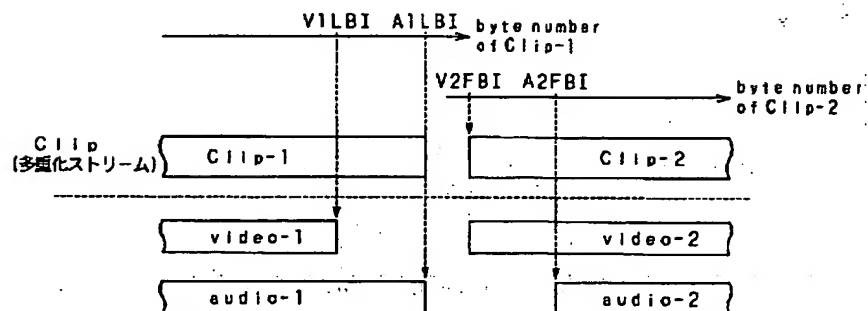 V1LBI A1LBI byte number
of Clip-1
V2FBI A2FBI byte number
of Clip-2
Clip
(多重化ストリーム)
Clip-1 Clip-2
video-1 video-2
audio-1 audio-2